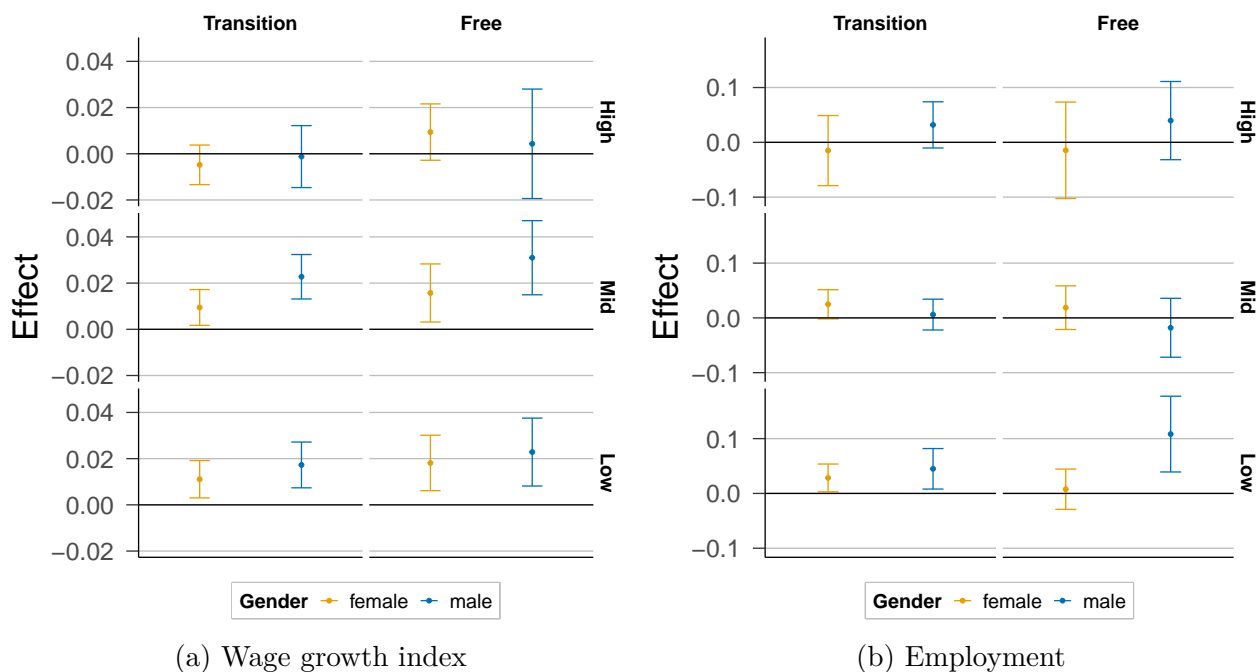 Transition Free
0.04
0.02
0.00
−0.02
High
0.04
0.02
0.00
−0.02
Mid
0.04
0.02
0.00
−0.02
Low
Effect
Gender female male
(a) Wage growth index
Transition Free
0.1
0.0
−0.1
High
0.1
0.0
−0.1
Mid
0.1
0.0
−0.1
Low
Effect
Gender female male
(b) Employment